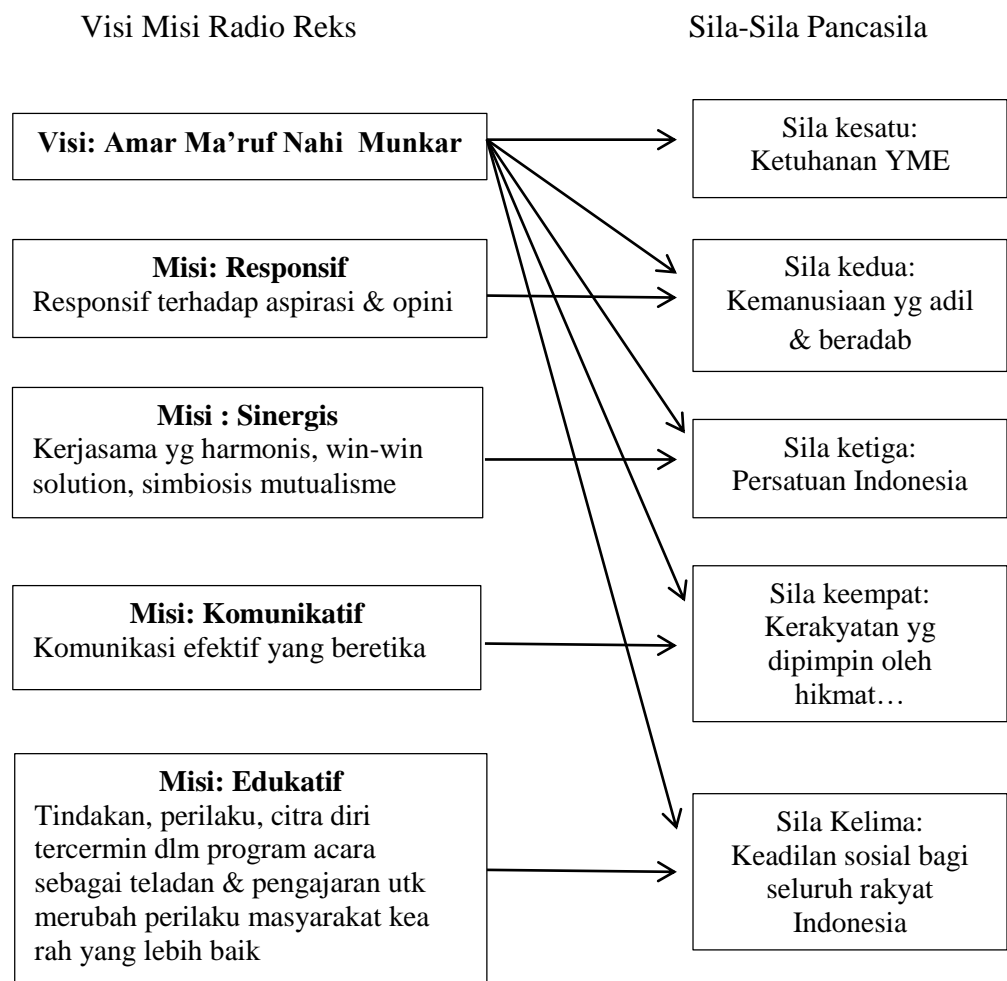 Visi Misi Radio Reks
Sila-Sila Pancasila
Visi: Amar Ma’ruf Nahi Munkar
Sila kesatu:
Ketuhanan YME
Misi: Responsif
Responsif terhadap aspirasi & opini
Sila kedua:
Kemanusiaan yg adil
& beradab
Misi : Sinergis
Kerjasama yg harmonis, win-win
solution, simbiosis mutualisme
Sila ketiga:
Persatuan Indonesia
Misi: Komunikatif
Komunikasi efektif yang beretika
Sila keempat:
Kerakyatan yg
dipimpin oleh
hikmat…
Misi: Edukatif
Tindakan, perilaku, citra diri
tercermin dlm program acara
sebagai teladan & pengajaran utk
merubah perilaku masyarakat kea
rah yang lebih baik
Sila Kelima:
Keadilan sosial bagi
seluruh rakyat
Indonesia